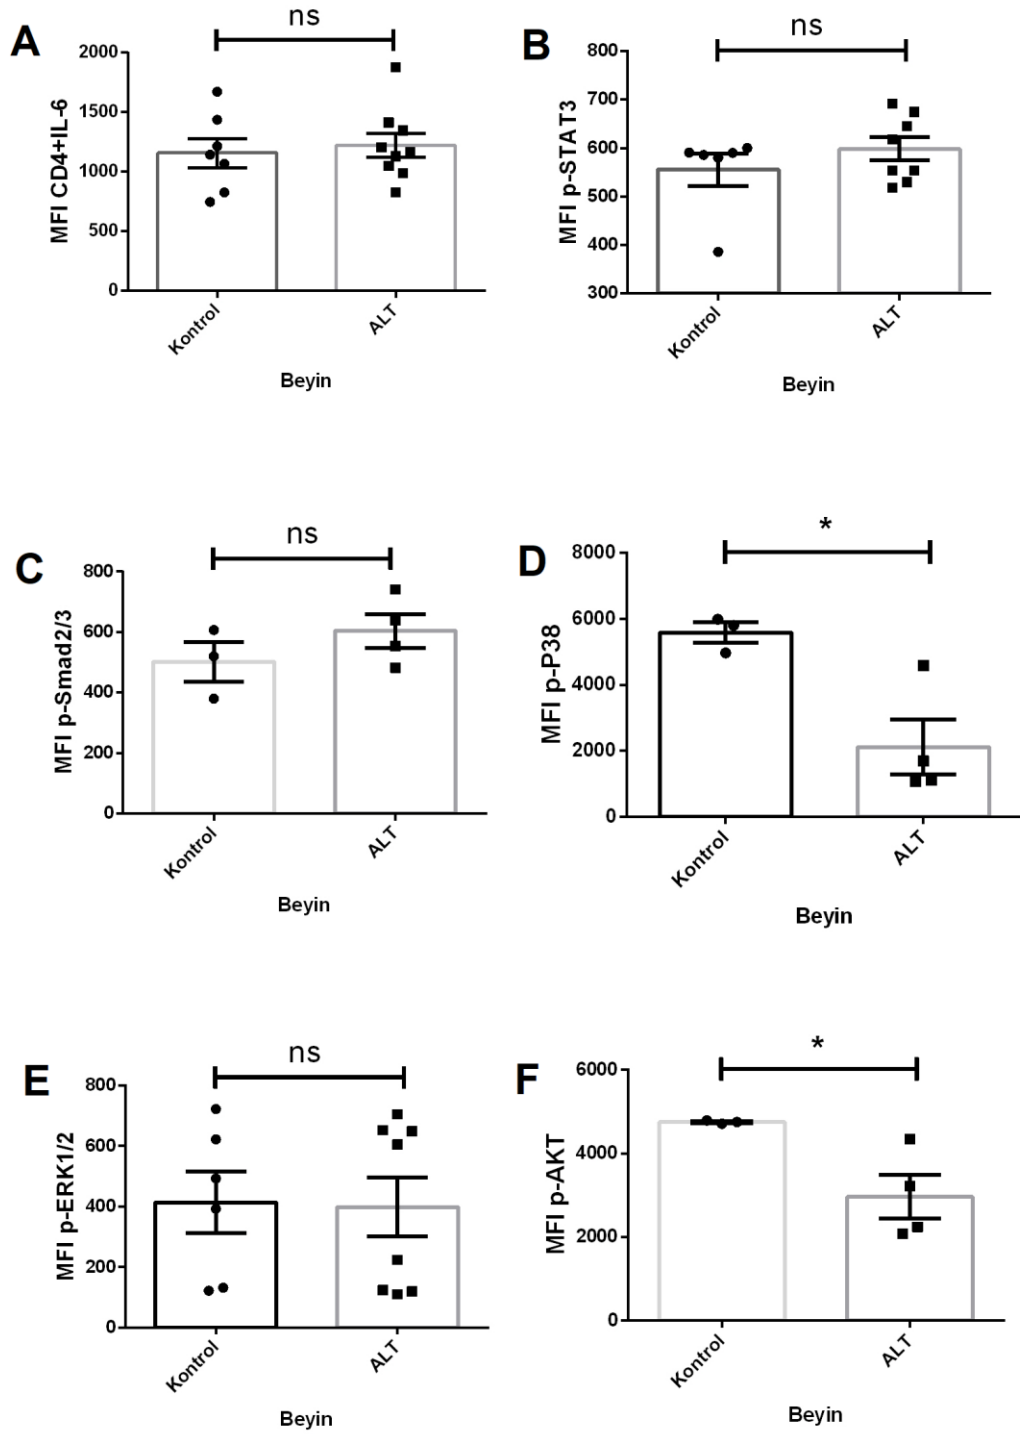 A
ns
MFI CD4+IL-6
2000
1500
1000
500
0
Kontrol
ALT
Beyin
B
ns
MFI p-STAT3
800
700
600
500
400
300
Kontrol
ALT
Beyin
C
ns
MFI p-Smad2/3
800
600
400
200
0
Kontrol
ALT
Beyin
D
*
MFI p-P38
8000
6000
4000
2000
0
Kontrol
ALT
Beyin
E
ns
MFI p-ERK1/2
800
600
400
200
0
Kontrol
ALT
Beyin
F
*
MFI p-AKT
6000
4000
2000
0
Kontrol
ALT
Beyin